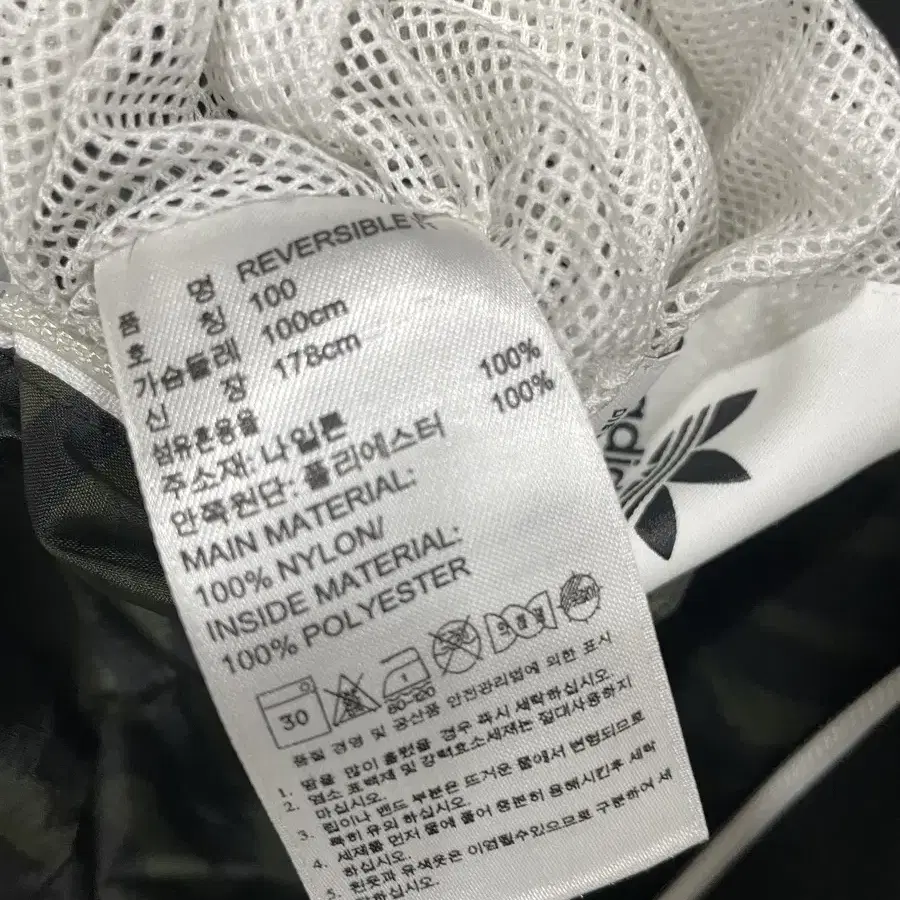 품 명 REVERSIBLE
호 칭 100
가슴둘레 100cm
신 장 178cm
섬유혼용율
주소재: 나일론 100%
안쪽원단: 폴리에스터 100%
MAIN MATERIAL:
100% NYLON/
INSIDE MATERIAL:
100% POLYESTER
30
1
80-120
품질 경영 및 공산품 안전관리법에 의한 표시
1. 땀을 많이 흘렸을 경우 즉시 세탁하십시오.
2. 염소 표백제 및 강력효소세제는 절대사용하지
마십시오.
3. 립이나 밴드 부분은 뜨거운 물에서 변형되므로
특히 유의 하십시오.
4. 세제를 먼저 물에 풀어 충분히 용해시킨후 세탁
하십시오.
5. 흰옷과 유색옷은 이염될수있으므로 구분하여 세
탁하십시오.